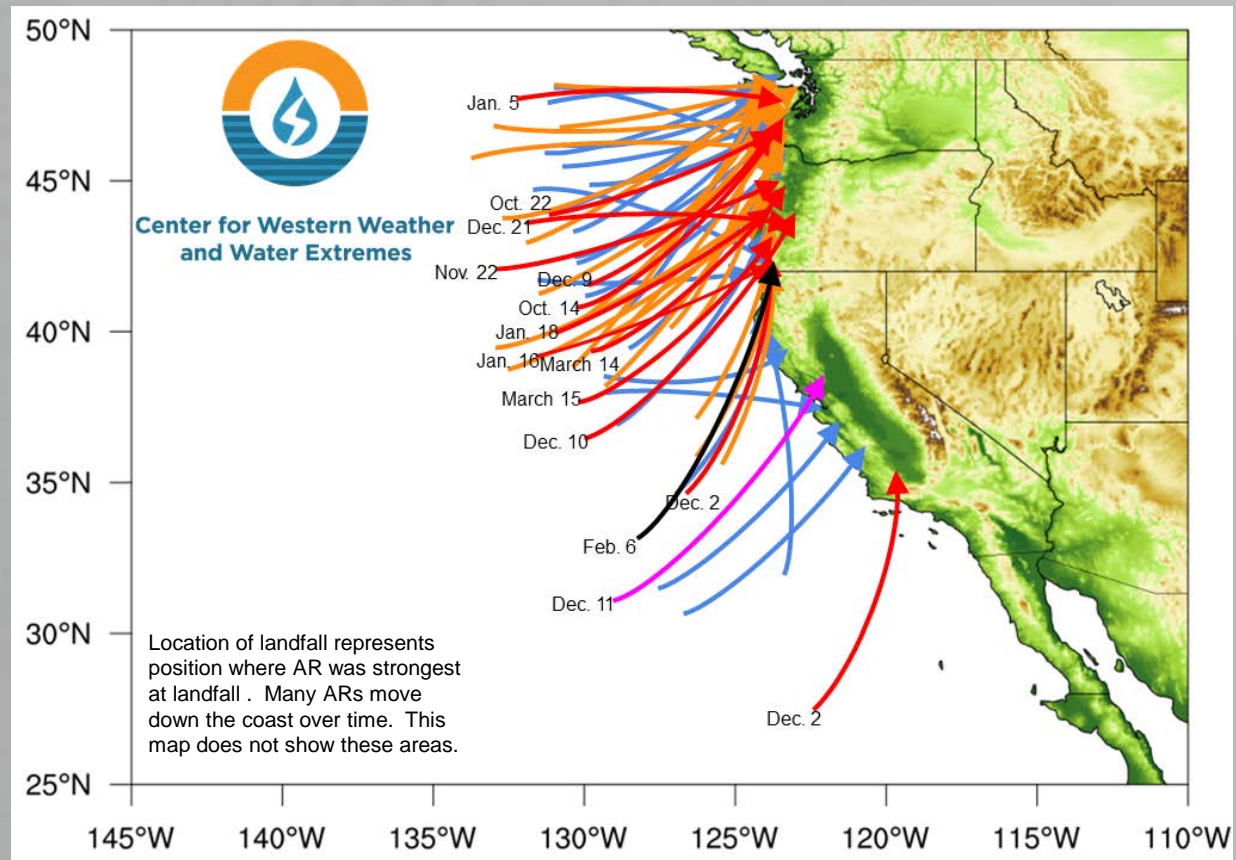 50°N
Jan. 5
45°N
Oct. 22
Center for Western Weather
and Water Extremes
Dec. 21
Nov. 22
Dec. 9
Oct. 14
40°N
Jan. 18
Jan. 16
March 14
March 15
Dec. 10
35°N
Dec. 2
Feb. 6
Dec. 11
30°N
Location of landfall represents
position where AR was strongest
at landfall . Many ARs move
down the coast over time. This
map does not show these areas.
Dec. 2
25°N
145°W 140°W 135°W 130°W 125°W 120°W 115°W 110°W